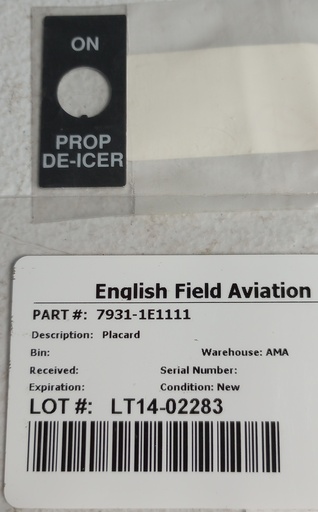 ON
PROP
DE-ICER
English Field Aviation
PART #: 7931-1E1111
Description: Placard
Bin: Warehouse: AMA
Received: Serial Number:
Expiration: Condition: New
LOT #: LT14-02283